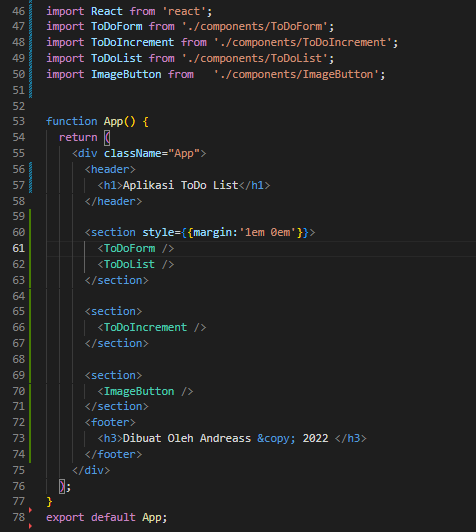 46 import React from 'react';
47 import ToDoForm from './components/ToDoForm';
48 import ToDoIncrement from './components/ToDoIncrement';
49 import ToDoList from './components/ToDoList';
50 import ImageButton from   './components/ImageButton';
51
52
53 function App() {
54   return (
55     <div className="App">
56       <header>
57         <h1>Aplikasi ToDo List</h1>
58       </header>
59
60       <section style={{margin:'1em 0em'}}>
61         <ToDoForm />
62         <ToDoList />
63       </section>
64
65       <section>
66         <ToDoIncrement />
67       </section>
68
69       <section>
70         <ImageButton />
71       </section>
72       <footer>
73         <h3>Dibuat Oleh Andreass &copy; 2022 </h3>
74       </footer>
75     </div>
76   );
77 }
78 export default App;